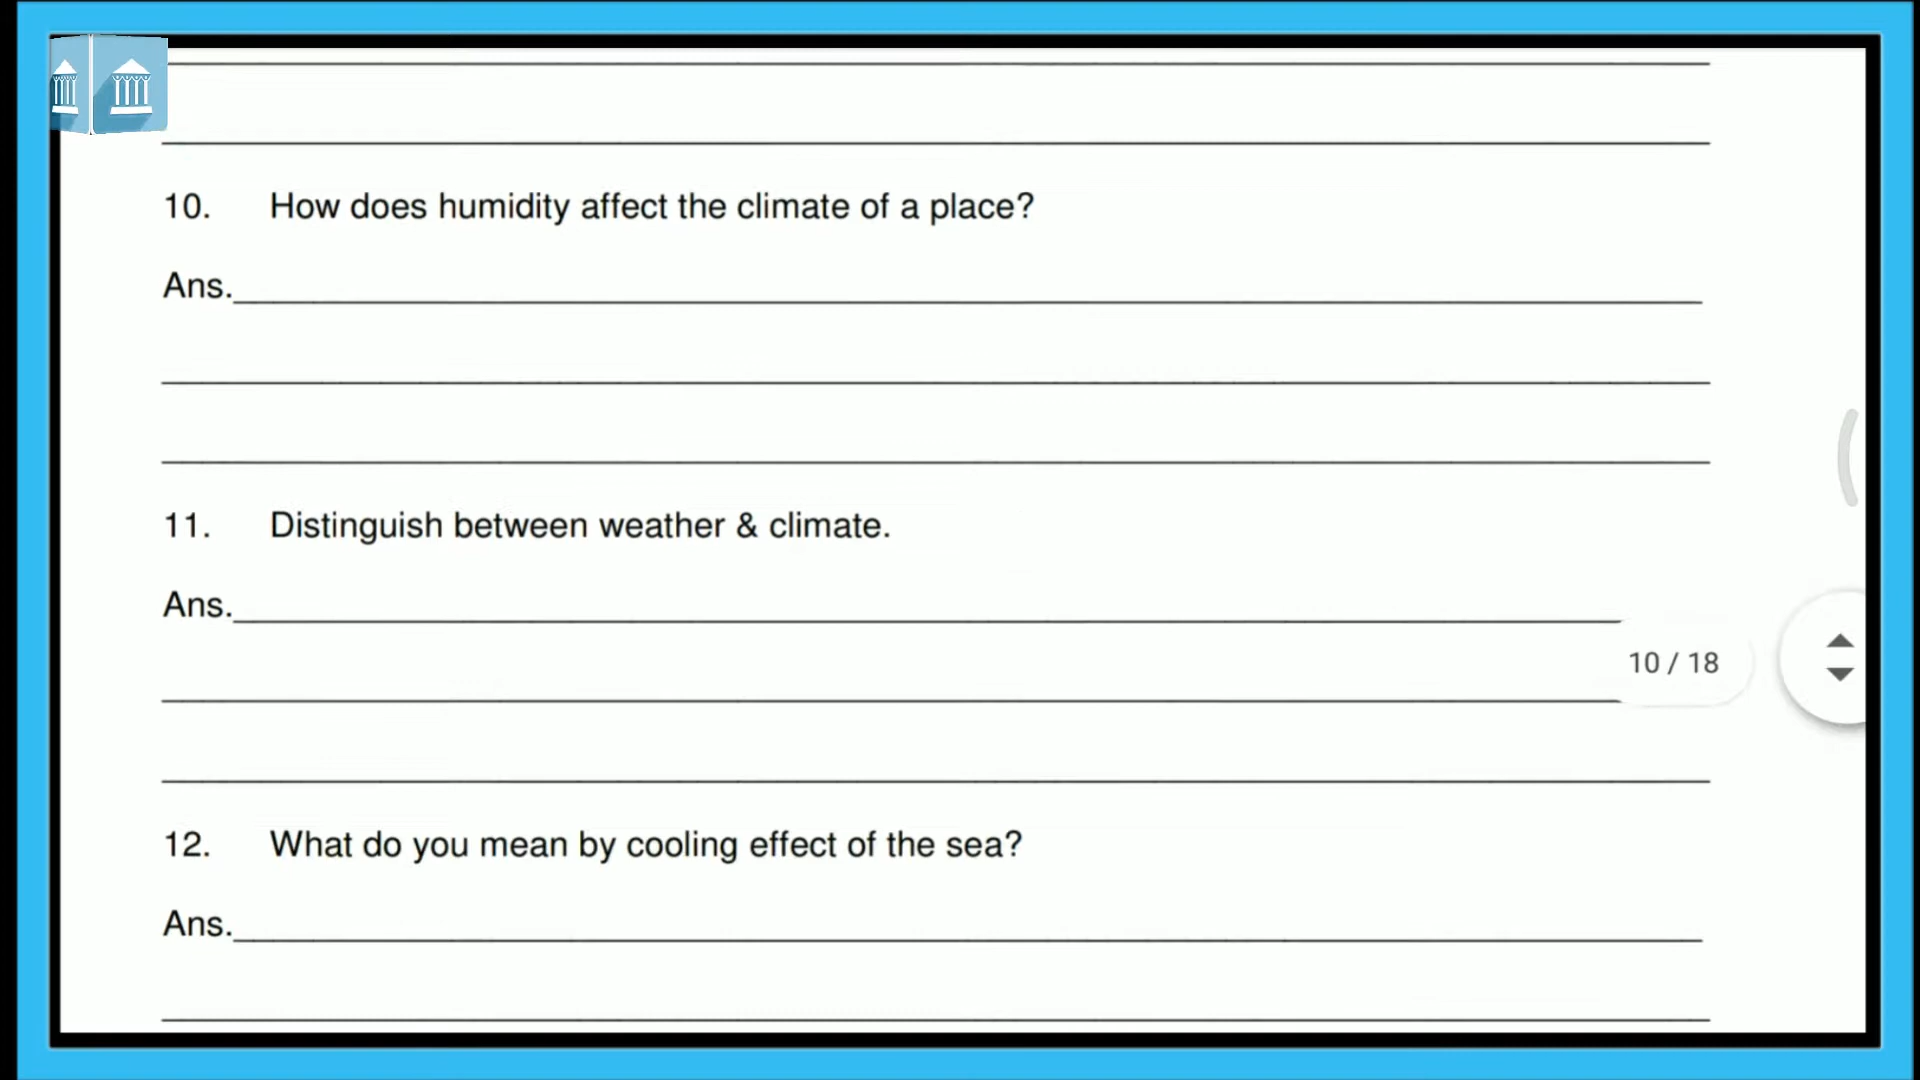 10. How does humidity affect the climate of a place?
Ans.
11. Distinguish between weather & climate.
Ans.
10 / 18
12. What do you mean by cooling effect of the sea?
Ans.